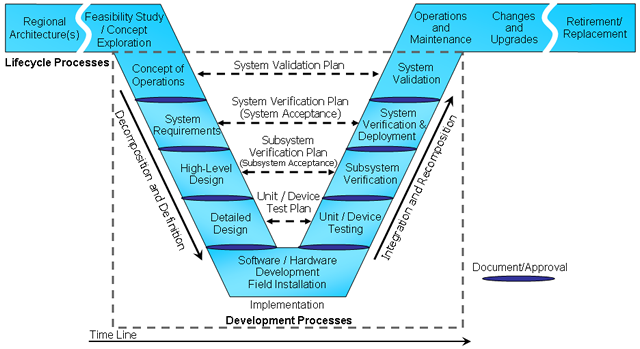 Regional
Architecture(s)
Feasibility Study
/ Concept
Exploration
Operations
and
Maintenance
Changes
and
Upgrades
Retirement/
Replacement
Lifecycle Processes
Concept of
Operations
System Validation Plan
System
Validation
System
Requirements
System Verification Plan
(System Acceptance)
System
Verification &
Deployment
High-Level
Design
Subsystem
Verification Plan
(Subsystem Acceptance)
Subsystem
Verification
Detailed
Design
Unit / Device
Test Plan
Unit / Device
Testing
Decomposition and Definition
Integration and Recomposition
Software / Hardware
Development
Field Installation
Implementation
Document/Approval
Development Processes
Time Line